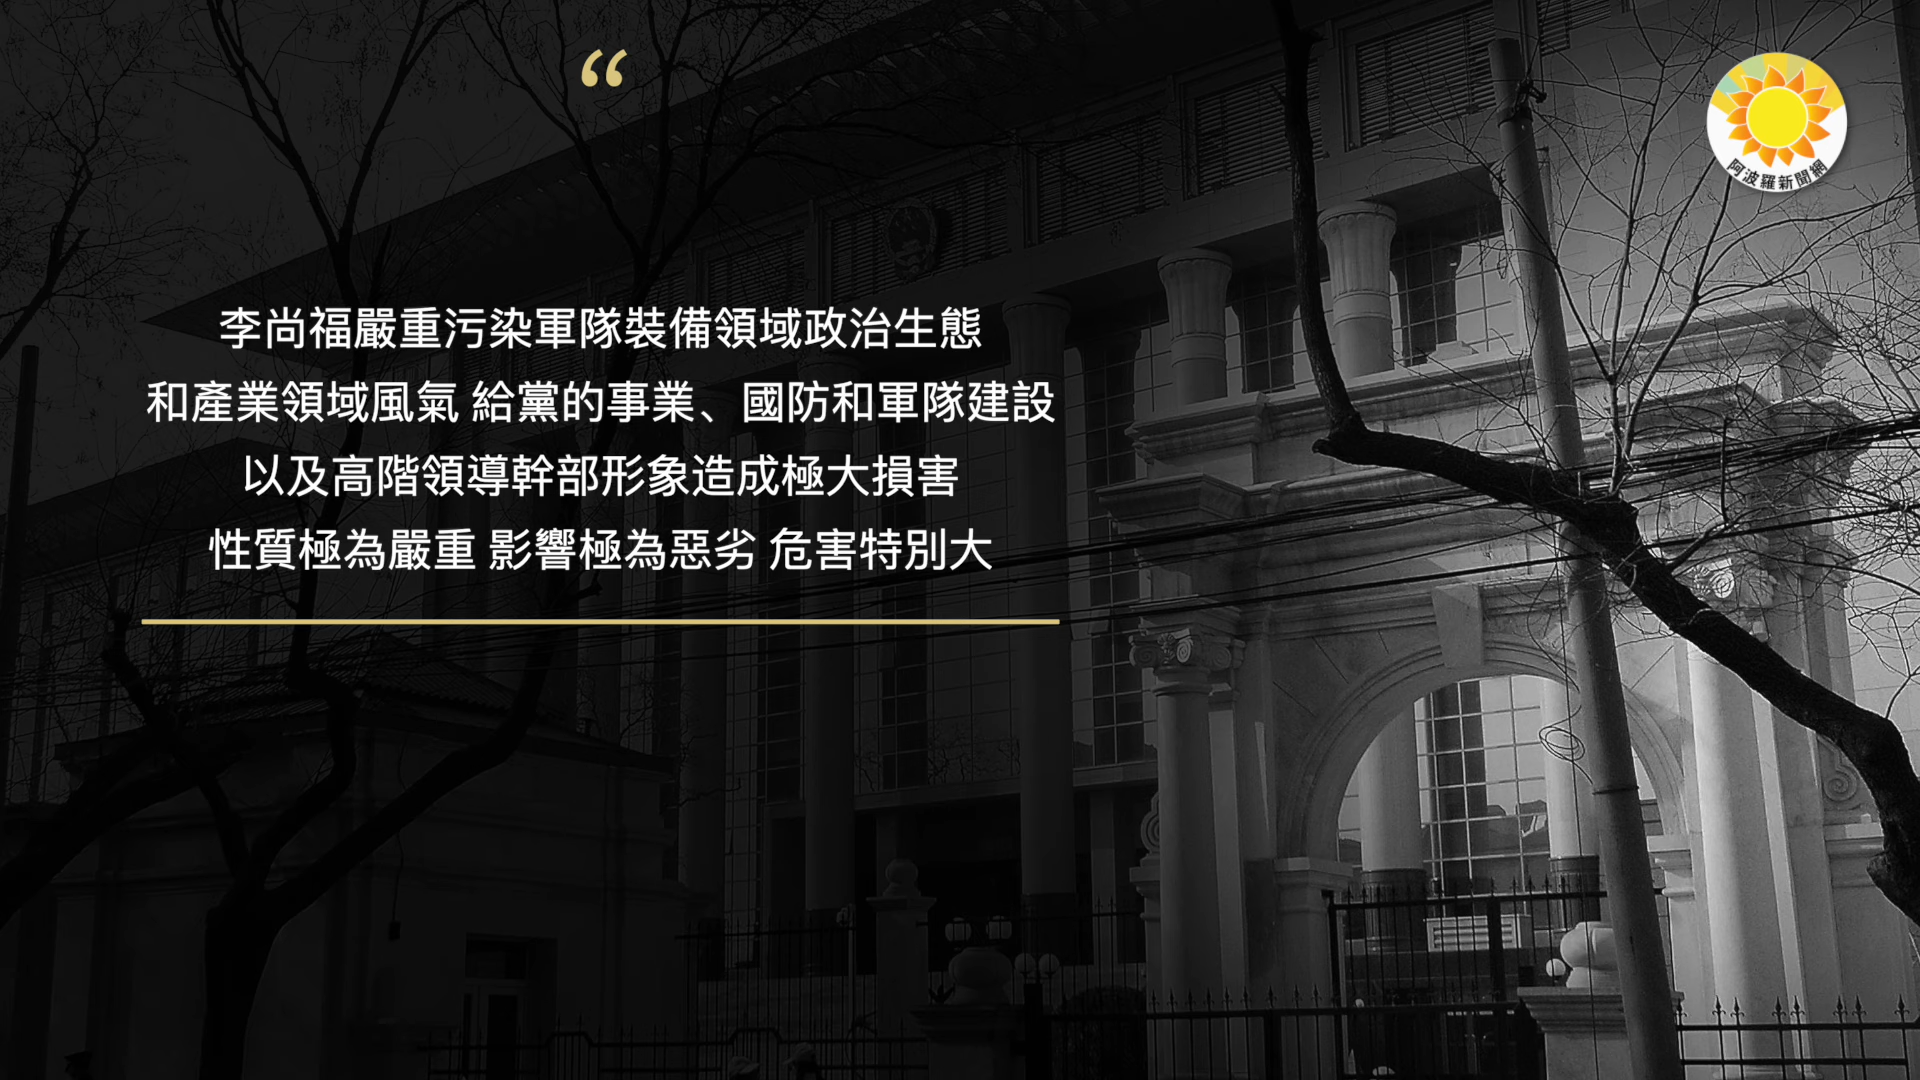 “
阿波羅新聞網
李尚福嚴重污染軍隊裝備領域政治生態
和產業領域風氣 給黨的事業、國防和軍隊建設
以及高階領導幹部形象造成極大損害
性質極為嚴重 影響極為惡劣 危害特別大